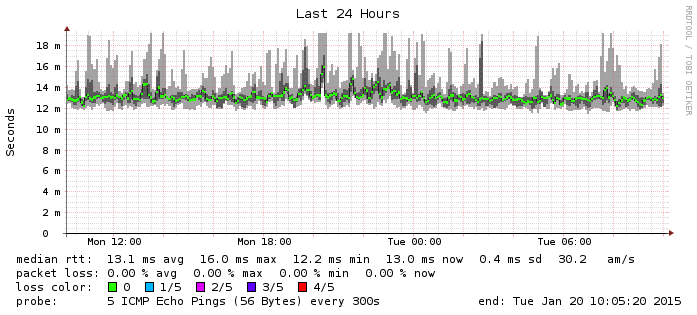 Last 24 Hours
RRDTOOL / TOBI OETIKER
Seconds
18 m
16 m
14 m
12 m
10 m
8 m
6 m
4 m
2 m
0
Mon 12:00 Mon 18:00 Tue 00:00 Tue 06:00
median rtt: 13.1 ms avg 16.0 ms max 12.2 ms min 13.0 ms now 0.4 ms sd 30.2 am/s
packet loss: 0.00 % avg 0.00 % max 0.00 % min 0.00 % now
loss color: 0 1/5 2/5 3/5 4/5
probe: 5 ICMP Echo Pings (56 Bytes) every 300s end: Tue Jan 20 10:05:20 2015